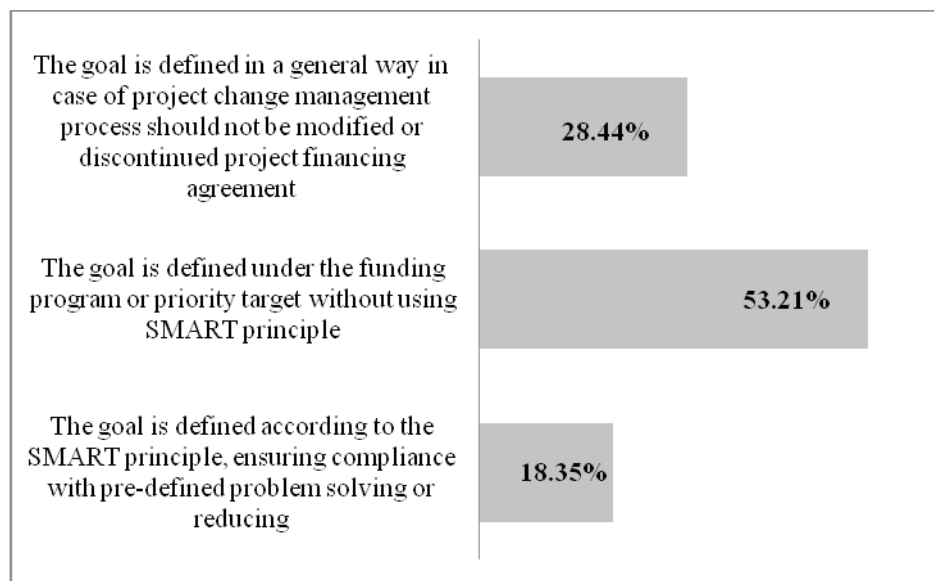 The goal is defined in a general way in
case of project change management
process should not be modified or
discontinued project financing
agreement
28.44%
The goal is defined under the funding
program or priority target without using
SMART principle
53.21%
The goal is defined according to the
SMART principle, ensuring compliance
with pre-defined problem solving or
reducing
18.35%